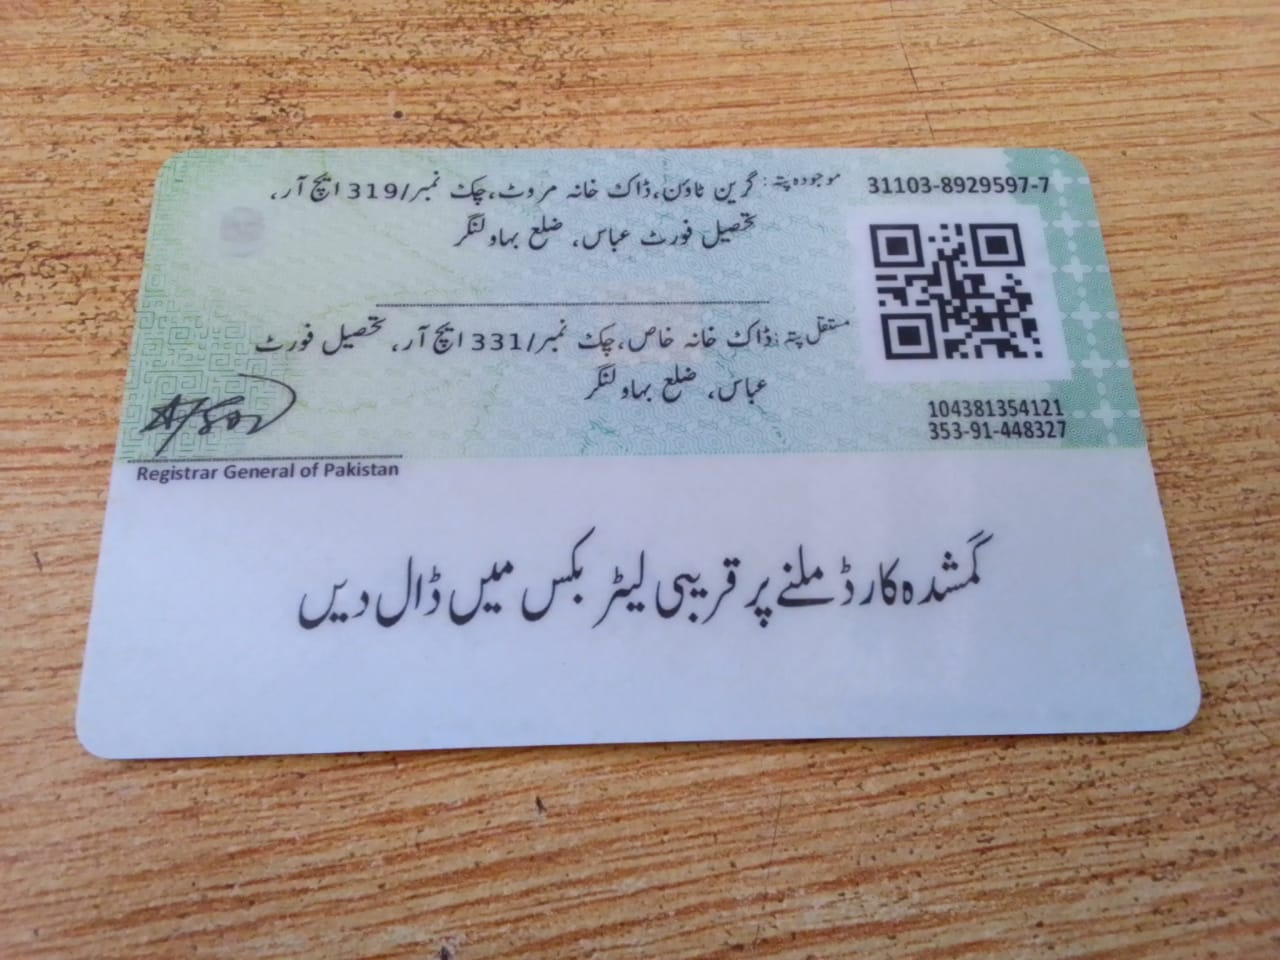 31103-8929597-7
موجودہ پتہ: گرین ٹاؤن، ڈاک خانہ مروٹ، چک نمبر/319 ایچ آر،
تحصیل فورٹ عباس، ضلع بہاولنگر
مستقل پتہ: ڈاک خانہ خاص، چک نمبر/331 ایچ آر، تحصیل فورٹ
عباس، ضلع بہاولنگر
104381354121
353-91-448327
Registrar General of Pakistan
گمشدہ کارڈ ملنے پر قریبی لیٹر بکس میں ڈال دیں